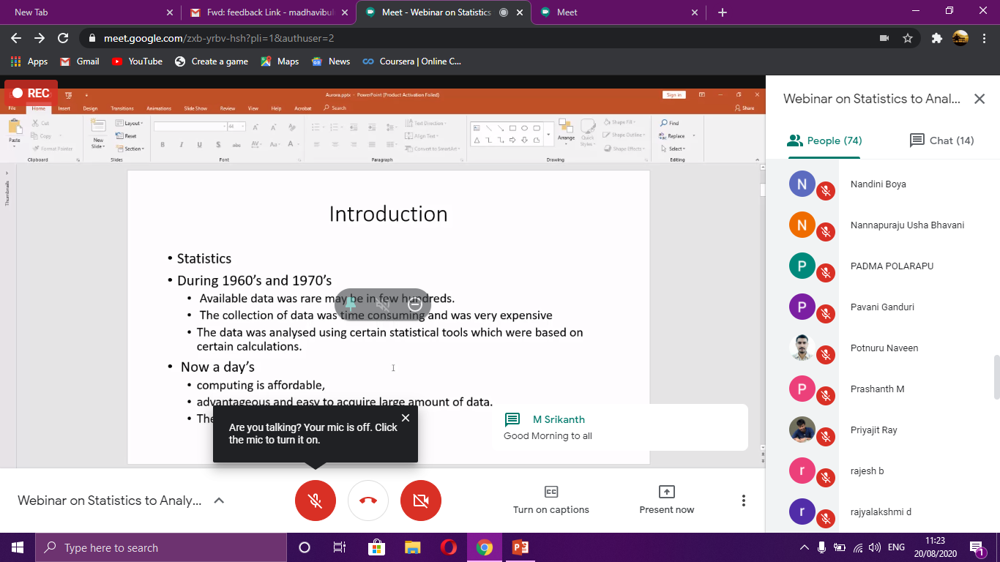 New Tab
Fwd: feedback Link - madhavibul
Meet - Webinar on Statistics
Meet
meet.google.com/zxb-yrbv-hsh?pli=1&authuser=2
Apps Gmail YouTube Create a game Maps News Coursera | Online C...
REC
Aurora.pptx - PowerPoint (Product Activation Failed)
Sign in
File Home Insert Design Transitions Animations Slide Show Review View Help Acrobat Search
Share
Paste
Cut
Copy
Format Painter
Clipboard
New Slide
Layout
Reset
Section
Slides
44
B I U S abc AV Aa A
Font
Text Direction
Align Text
Convert to SmartArt
Paragraph
Arrange
Quick Styles
Shape Fill
Shape Outline
Shape Effects
Drawing
Find
Replace
Select
Editing
Thumbnails
Introduction
• Statistics
• During 1960's and 1970's
• Available data was rare may be in few hundreds.
• The collection of data was time consuming and was very expensive
• The data was analysed using certain statistical tools which were based on
certain calculations.
• Now a day's
• computing is affordable,
• advantageous and easy to acquire large amount of data.
• The
Are you talking? Your mic is off. Click
the mic to turn it on.
M Srikanth
Good Morning to all
Webinar on Statistics to Analy...
Turn on captions
Present now
Webinar on Statistics to Anal...
People (74)
Chat (14)
N Nandini Boya
N Nannapuraju Usha Bhavani
P PADMA POLARAPU
P Pavani Ganduri
Potnuru Naveen
P Prashanth M
Priyajit Ray
r rajesh b
r rajyalakshmi d
Type here to search
ENG
11:23
20/08/2020
1